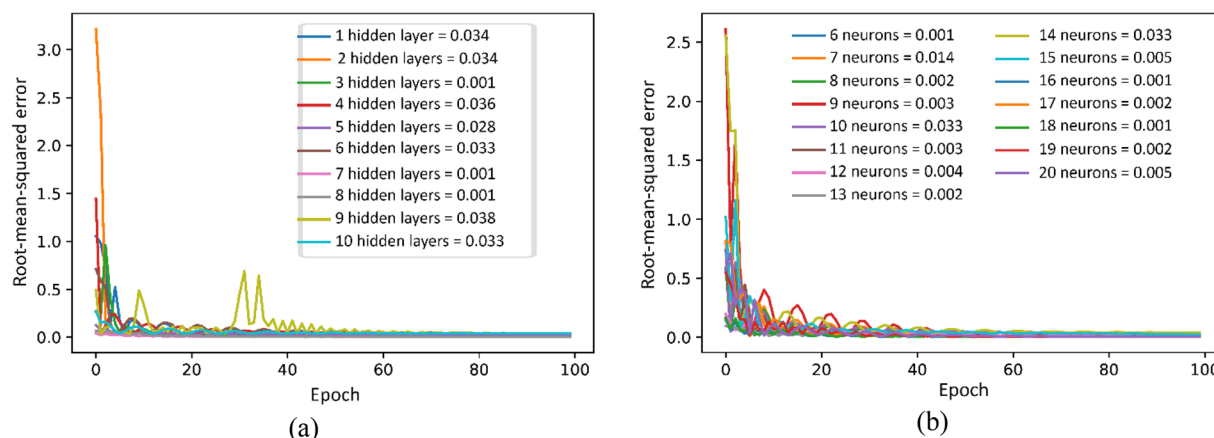 (a)
Root-mean-squared error
3.0
2.5
2.0
1.5
1.0
0.5
0.0
1 hidden layer = 0.034
2 hidden layers = 0.034
3 hidden layers = 0.001
4 hidden layers = 0.036
5 hidden layers = 0.028
6 hidden layers = 0.033
7 hidden layers = 0.001
8 hidden layers = 0.001
9 hidden layers = 0.038
10 hidden layers = 0.033
0 20 40 60 80 100
Epoch
(b)
Root-mean-squared error
2.5
2.0
1.5
1.0
0.5
0.0
6 neurons = 0.001
7 neurons = 0.014
8 neurons = 0.002
9 neurons = 0.003
10 neurons = 0.033
11 neurons = 0.003
12 neurons = 0.004
13 neurons = 0.002
14 neurons = 0.033
15 neurons = 0.005
16 neurons = 0.001
17 neurons = 0.002
18 neurons = 0.001
19 neurons = 0.002
20 neurons = 0.005
0 20 40 60 80 100
Epoch